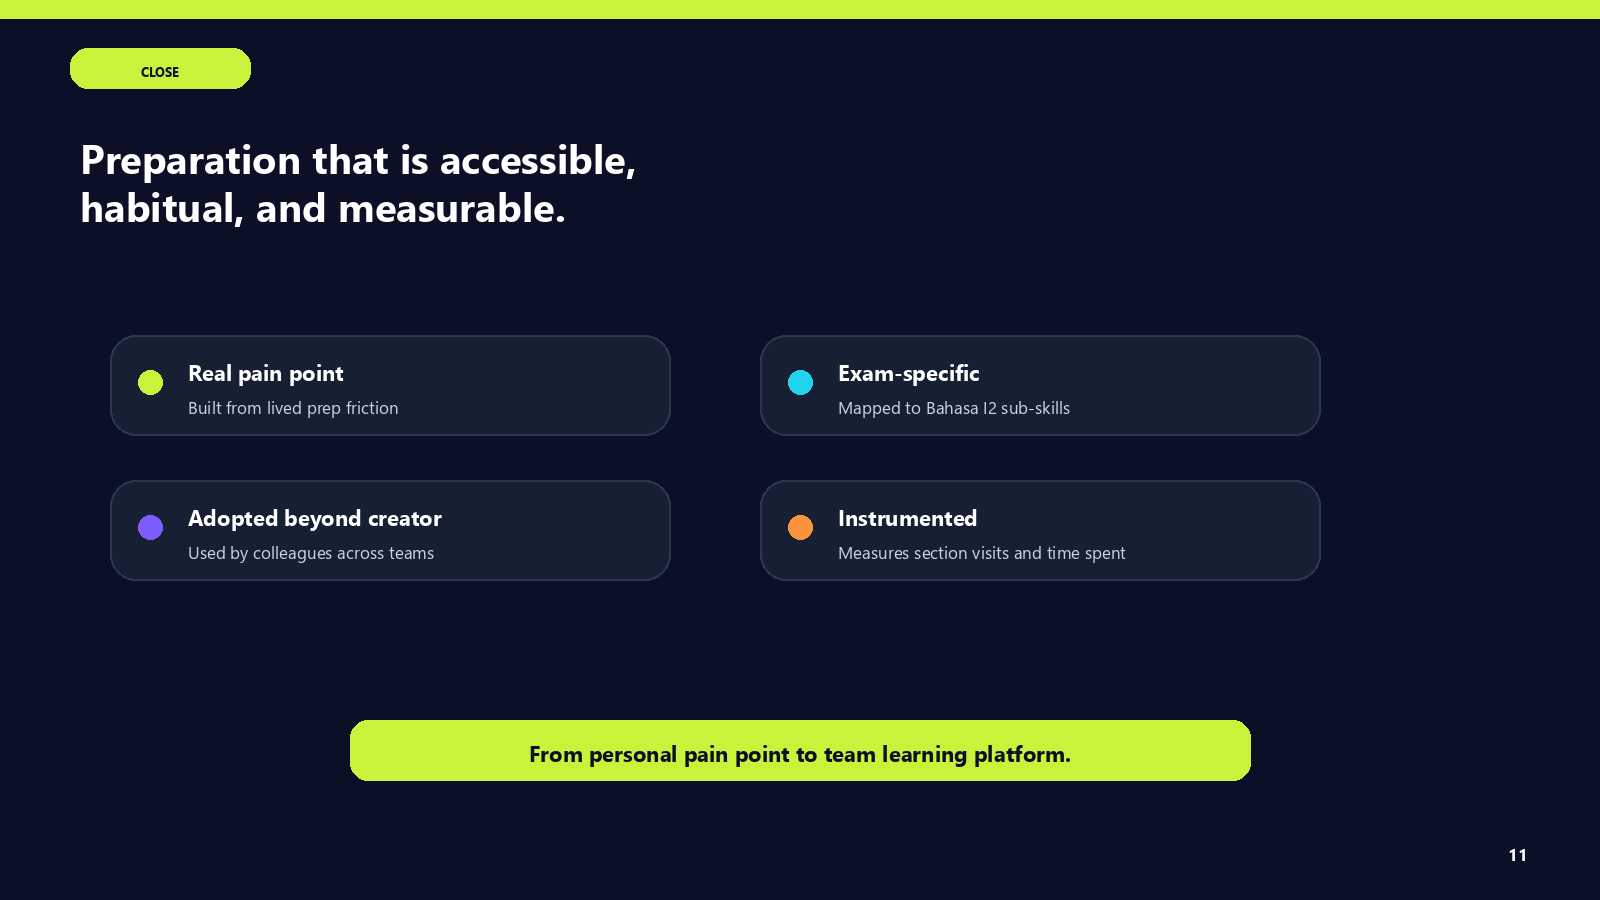 CLOSE
Preparation that is accessible,
habitual, and measurable.
Real pain point
Built from lived prep friction
Exam-specific
Mapped to Bahasa I2 sub-skills
Adopted beyond creator
Used by colleagues across teams
Instrumented
Measures section visits and time spent
From personal pain point to team learning platform.
11